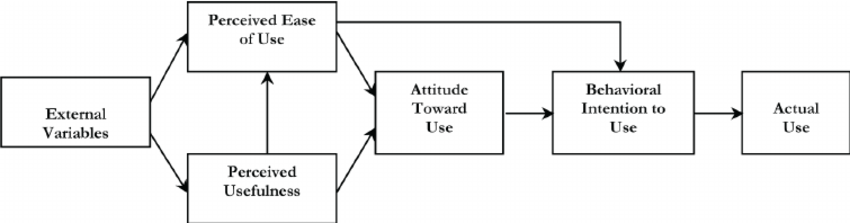 Perceived Ease
of Use
External
Variables
Perceived
Usefulness
Attitude
Toward
Use
Behavioral
Intention to
Use
Actual
Use